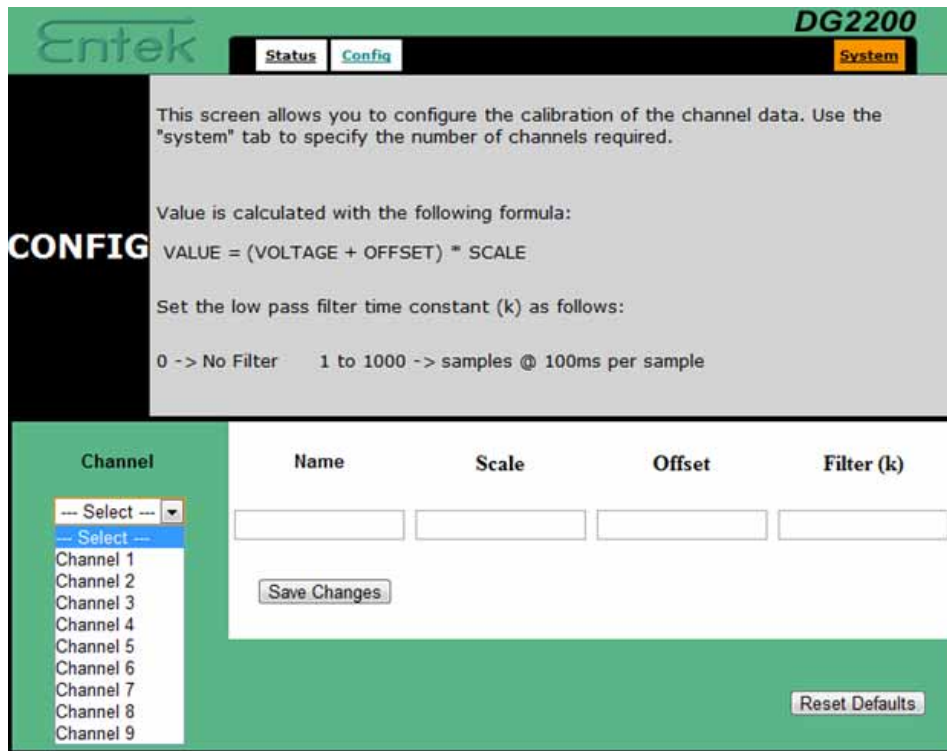 DG2200
Entek
Status Config System
This screen allows you to configure the calibration of the channel data. Use the
"system" tab to specify the number of channels required.
Value is calculated with the following formula:
CONFIG
VALUE = (VOLTAGE + OFFSET) * SCALE
Set the low pass filter time constant (k) as follows:
0 -> No Filter 1 to 1000 -> samples @ 100ms per sample
Channel Name Scale Offset Filter (k)
--- Select ---
--- Select ---
Channel 1
Channel 2
Channel 3
Channel 4
Channel 5
Channel 6
Channel 7
Channel 8
Channel 9
Save Changes
Reset Defaults